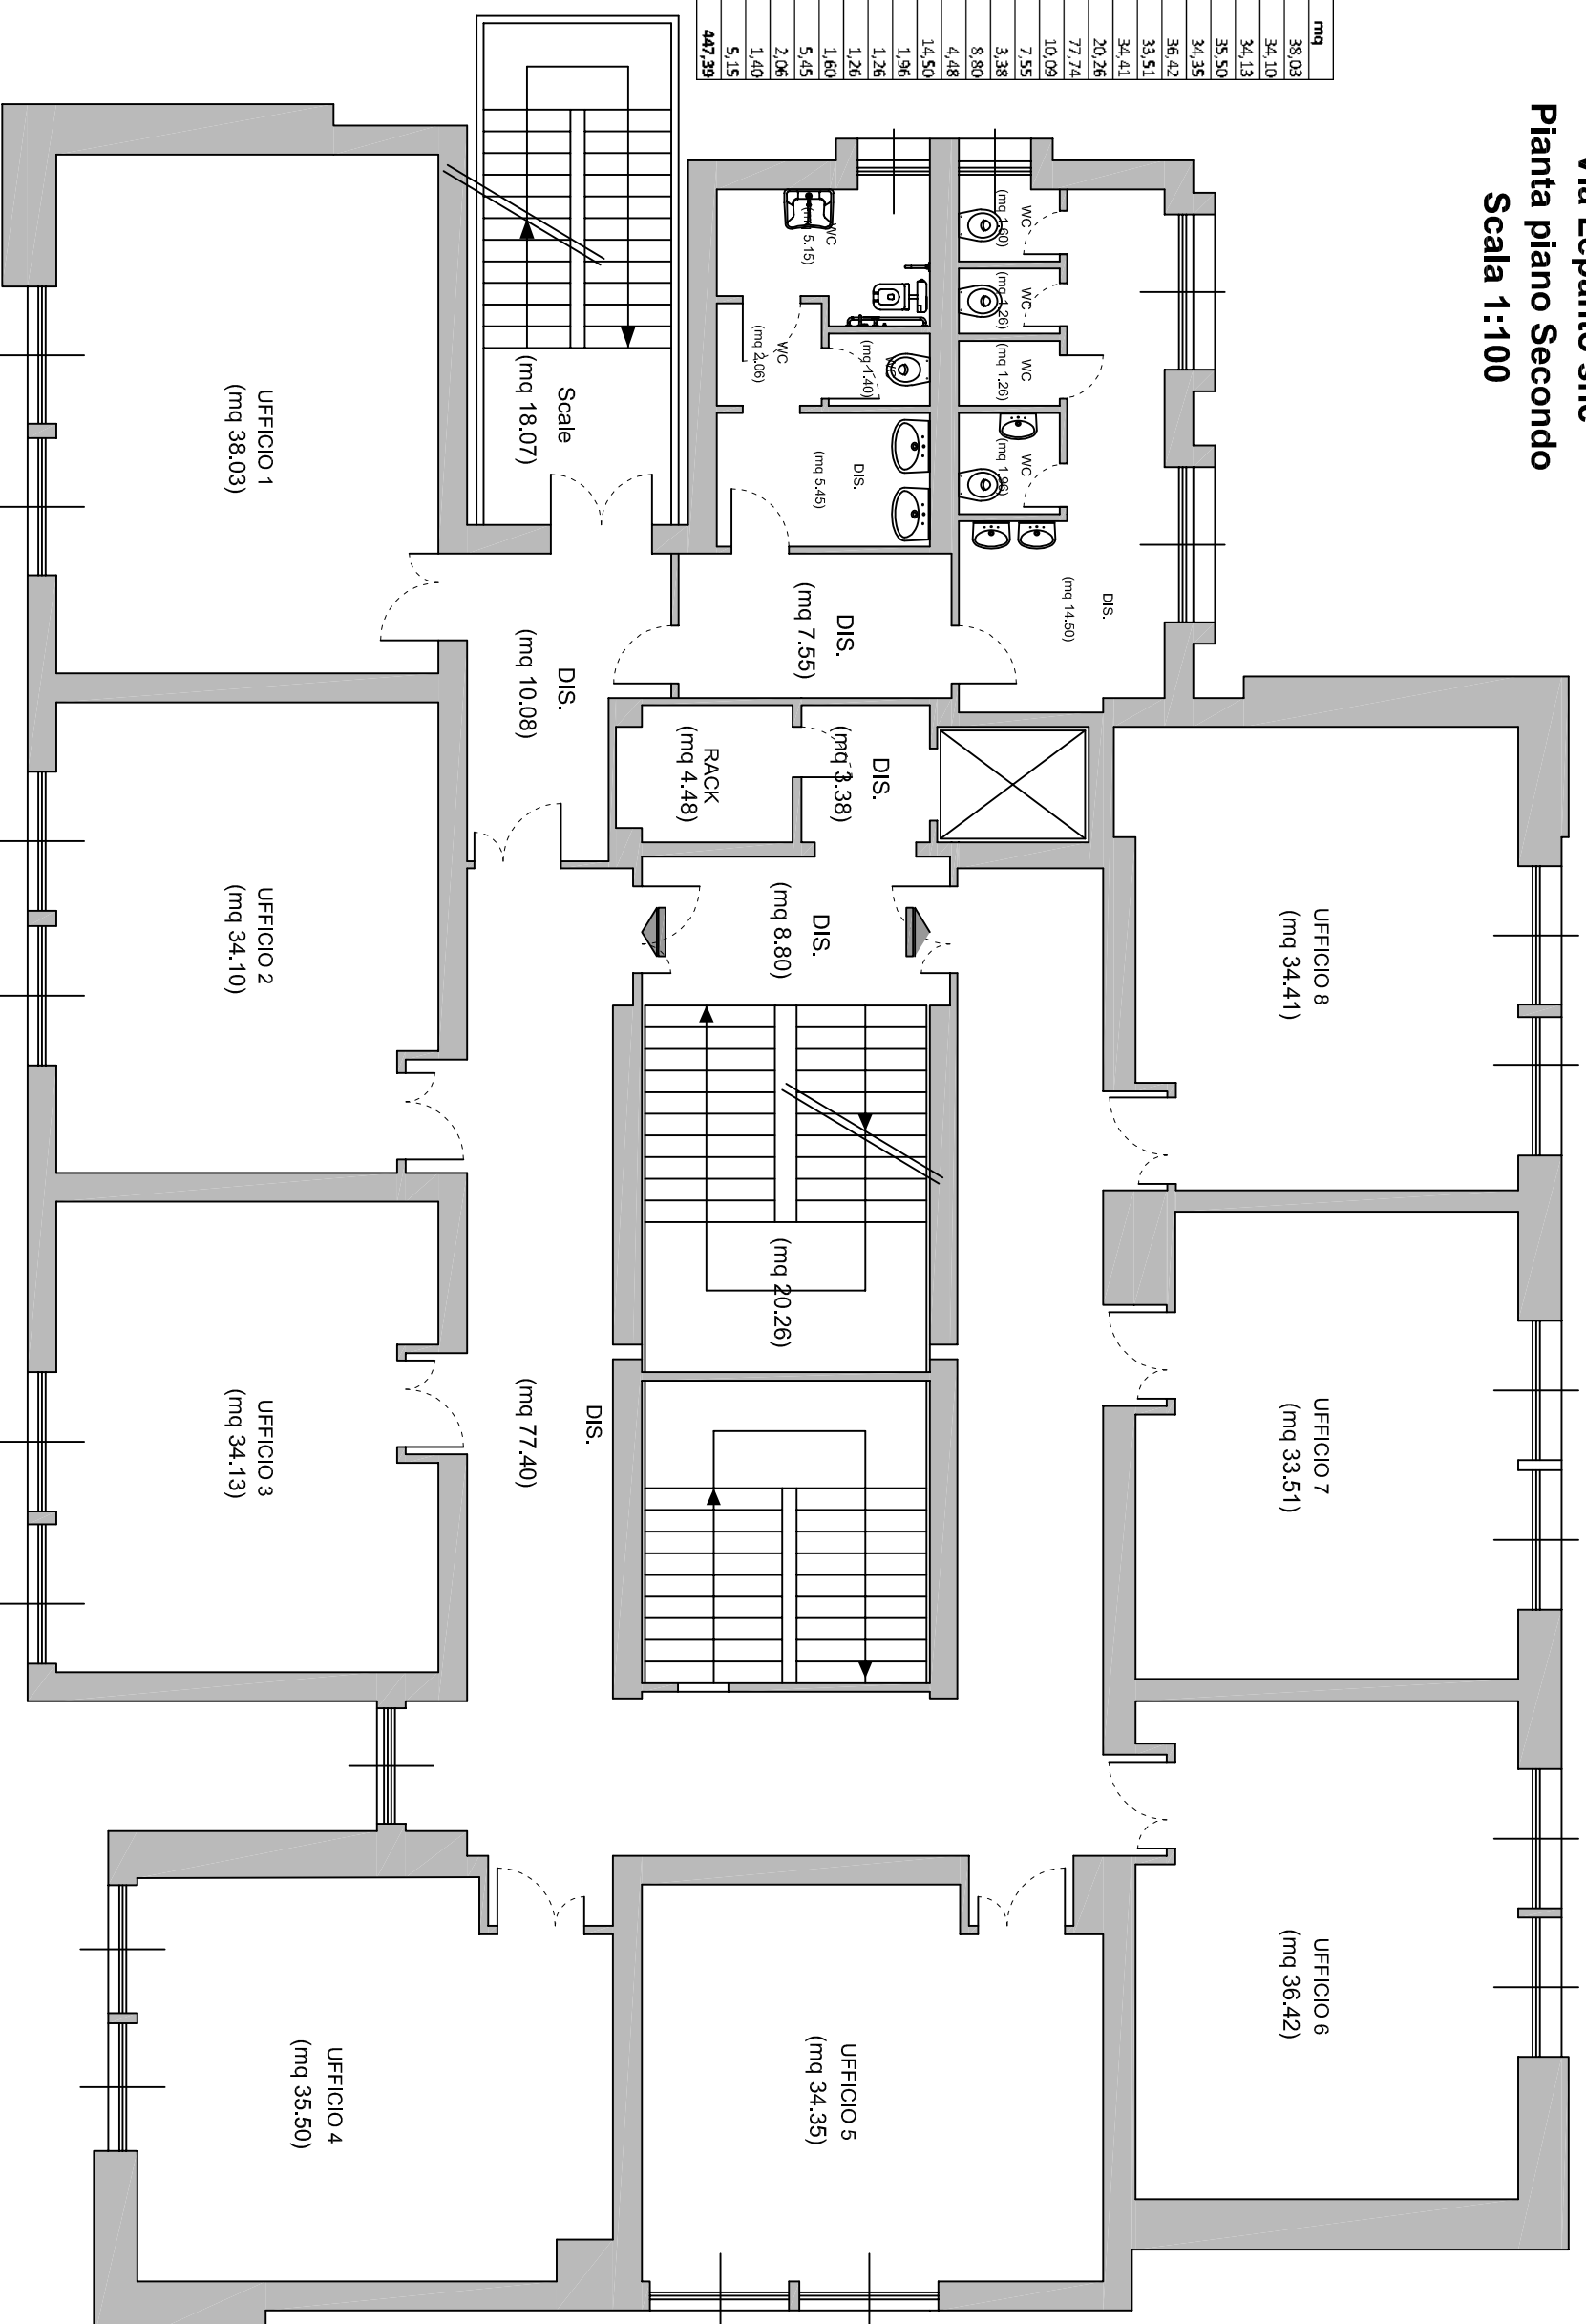 Via Lepanto snc
Pianta piano Secondo
Scala 1:100
mq
38,03
34,10
34,13
35,50
34,35
36,42
33,51
34,41
20,26
77,74
10,09
7,55
3,38
8,80
4,48
14,50
1,96
1,26
1,26
1,60
5,45
2,06
1,40
5,15
447,39
UFFICIO 8
(mq 34.41)
UFFICIO 7
(mq 33.51)
UFFICIO 6
(mq 36.42)
DIS.
(mq 14.50)
WC
(mq 1.60)
WC
(mq 1.26)
WC
(mq 1.26)
WC
(mq 1.96)
WC
(mq 5.15)
WC
(mq 1.40)
WC
(mq 2.06)
DIS.
(mq 5.45)
DIS.
(mq 7.55)
DIS.
(mq 3.38)
RACK
(mq 4.48)
DIS.
(mq 8.80)
(mq 20.26)
UFFICIO 5
(mq 34.35)
Scale
(mq 18.07)
DIS.
(mq 10.08)
DIS.
(mq 77.40)
UFFICIO 1
(mq 38.03)
UFFICIO 2
(mq 34.10)
UFFICIO 3
(mq 34.13)
UFFICIO 4
(mq 35.50)